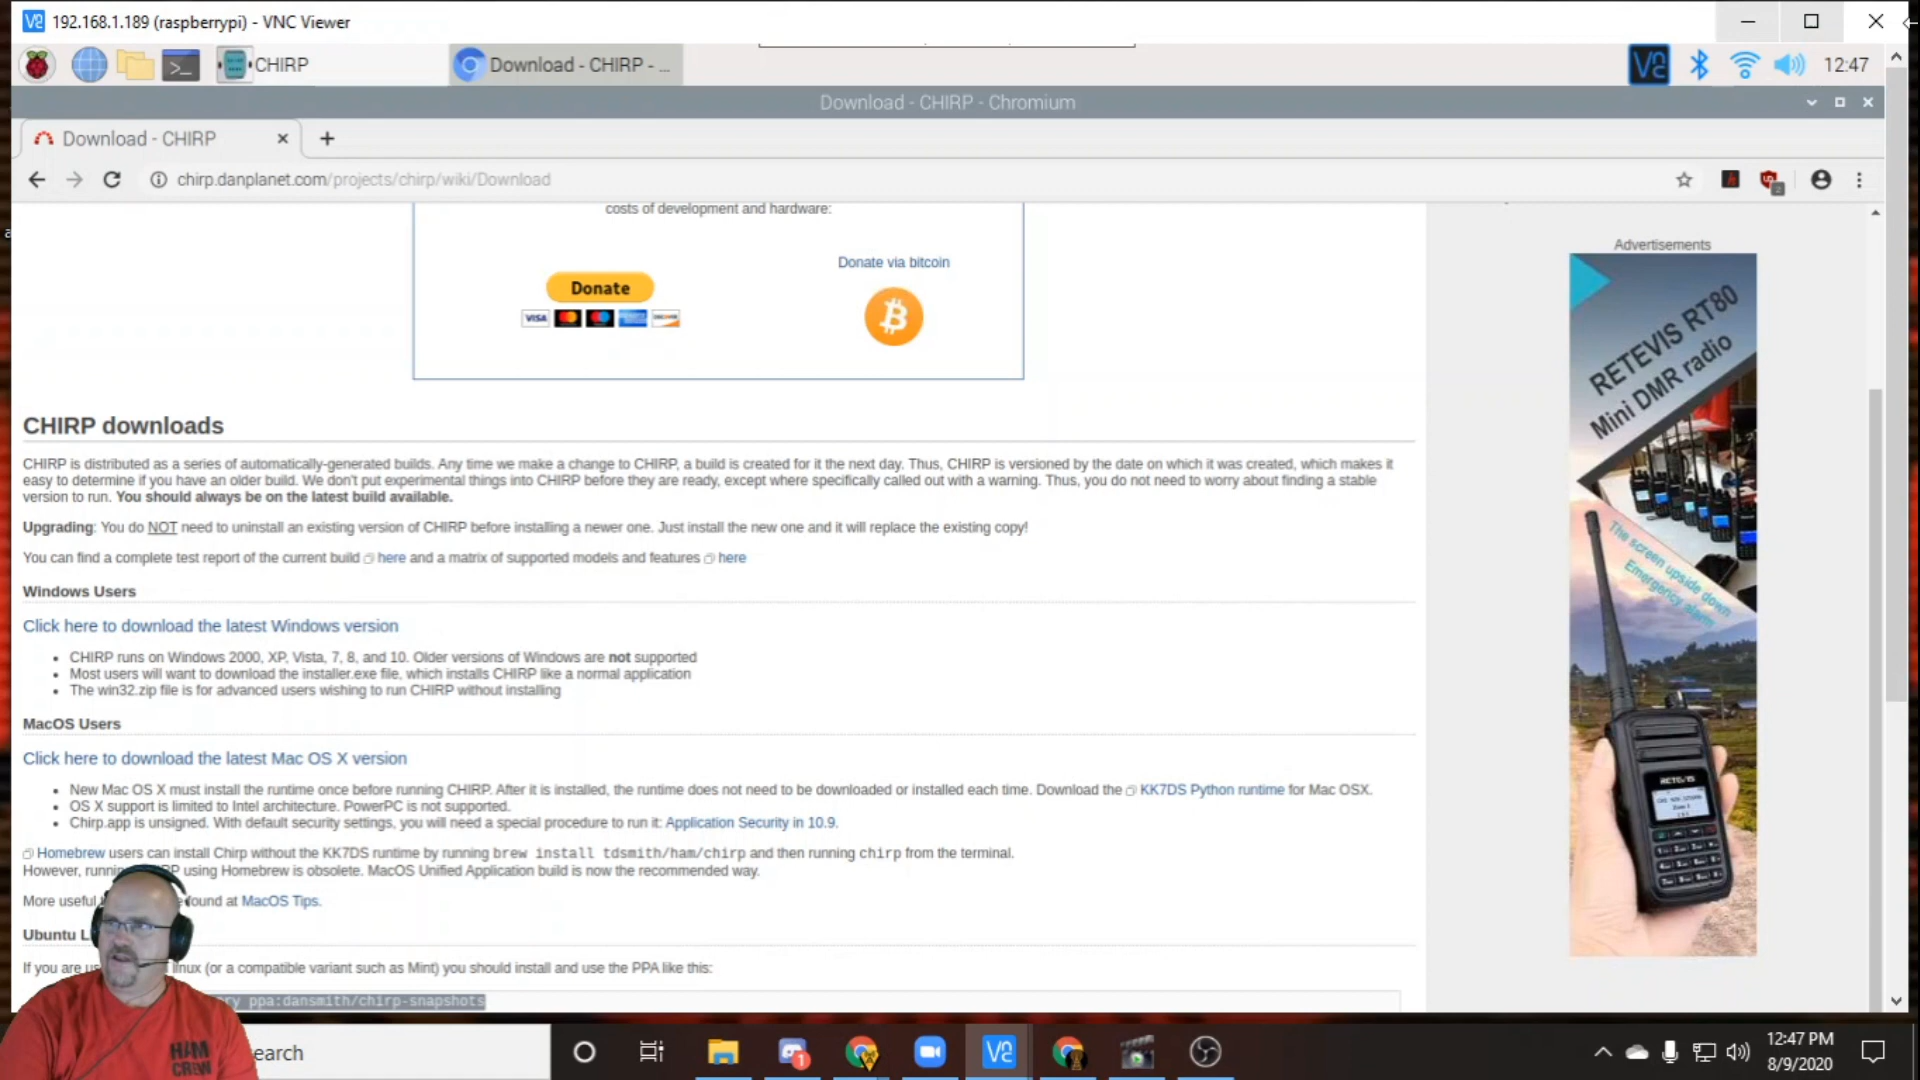 192.168.1.189 (raspberrypi) - VNC Viewer
CHIRP
Download - CHIRP - ...
12:47
Download - CHIRP - Chromium
Download - CHIRP
chirp.danplanet.com/projects/chirp/wiki/Download
costs of development and hardware:
Advertisements
Donate via bitcoin
Donate
VISA
RETEVIS RT80
Mini DMR radio
The screen upside down
Emergency alarm
RETEVIS
CHIRP downloads
CHIRP is distributed as a series of automatically-generated builds. Any time we make a change to CHIRP, a build is created for it the next day. Thus, CHIRP is versioned by the date on which it was created, which makes it
easy to determine if you have an older build. We don't put experimental things into CHIRP before they are ready, except where specifically called out with a warning. Thus, you do not need to worry about finding a stable
version to run. You should always be on the latest build available.
Upgrading: You do NOT need to uninstall an existing version of CHIRP before installing a newer one. Just install the new one and it will replace the existing copy!
You can find a complete test report of the current build here and a matrix of supported models and features here
Windows Users
Click here to download the latest Windows version
• CHIRP runs on Windows 2000, XP, Vista, 7, 8, and 10. Older versions of Windows are not supported
• Most users will want to download the installer.exe file, which installs CHIRP like a normal application
• The win32.zip file is for advanced users wishing to run CHIRP without installing
MacOS Users
Click here to download the latest Mac OS X version
• New Mac OS X must install the runtime once before running CHIRP. After it is installed, the runtime does not need to be downloaded or installed each time. Download the KK7DS Python runtime for Mac OSX.
• OS X support is limited to Intel architecture. PowerPC is not supported.
• Chirp.app is unsigned. With default security settings, you will need a special procedure to run it: Application Security in 10.9.
Homebrew users can install Chirp without the KK7DS runtime by running brew install tdsmith/ham/chirp and then running chirp from the terminal.
However, runn P using Homebrew is obsolete. MacOS Unified Application build is now the recommended way.
More useful found at MacOS Tips.
Ubuntu L
If you are us linux (or a compatible variant such as Mint) you should install and use the PPA like this:
ry ppa:dansmith/chirp-snapshots
HAM
CREW
earch
1
12:47 PM
8/9/2020